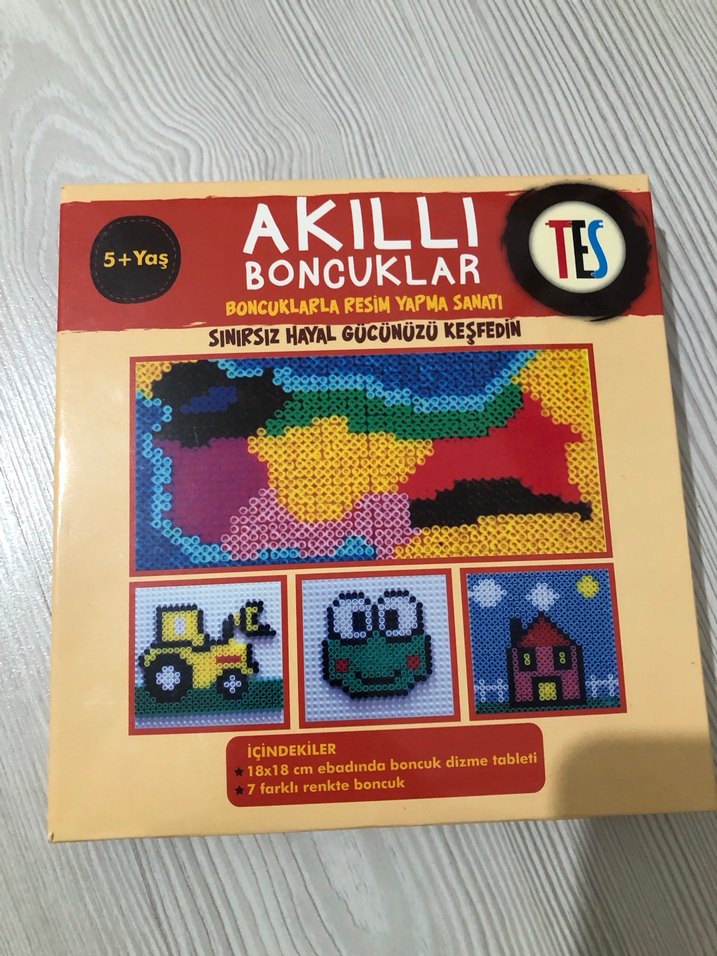 5+Yaş
AKILLI
BONCUKLAR
TES
BONCUKLARLA RESİM YAPMA SANATI
SINIRSIZ HAYAL GÜCÜNÜZÜ KEŞFEDİN
İÇİNDEKİLER
★18x18 cm ebadında boncuk dizme tableti
★7 farklı renkte boncuk